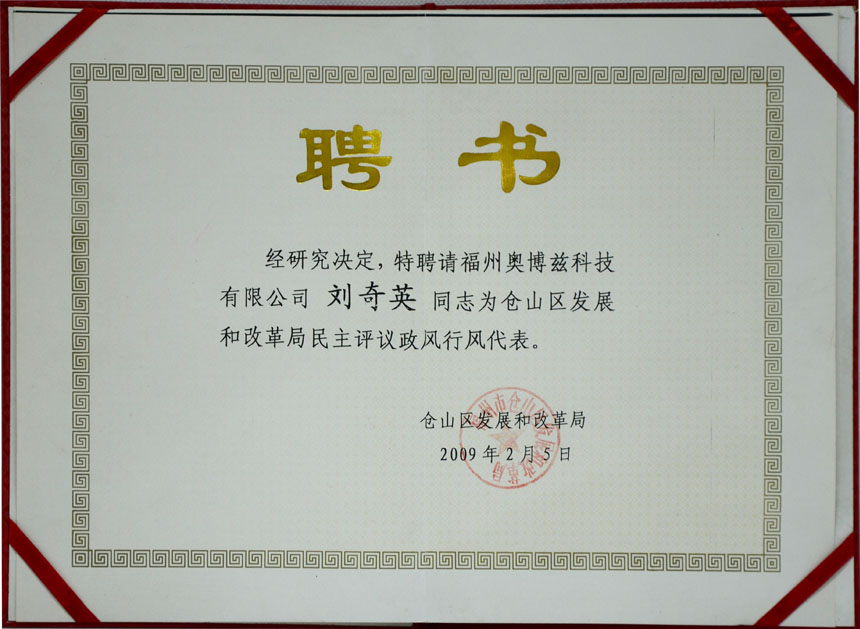 聘书
经研究决定，特聘请福州奥博兹科技
有限公司 刘奇英 同志为仓山区发展
和改革局民主评议政风行风代表。
仓山区发展和改革局
2009年2月5日